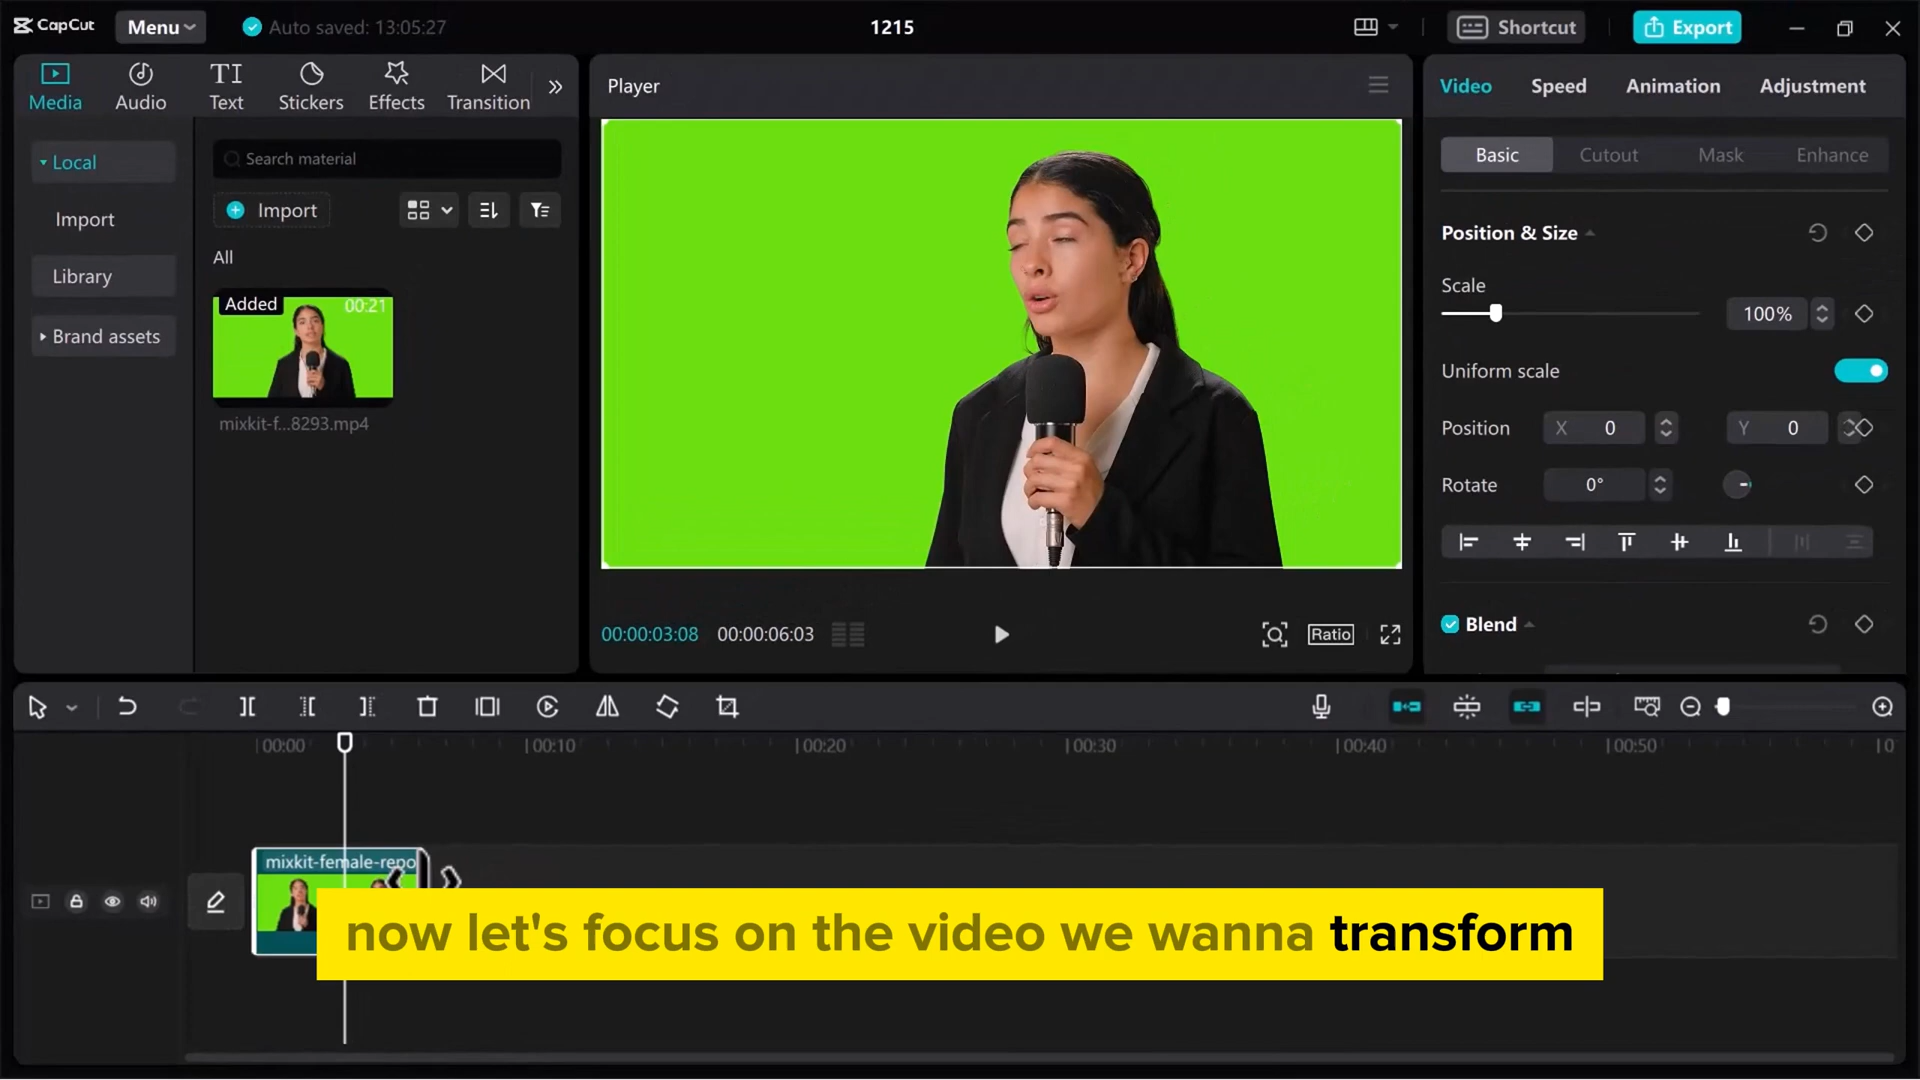 CapCut
Menu
Auto saved: 13:05:27
1215
Shortcut
Export
Media
Audio
TI
Text
Stickers
Effects
Transition
Local
Import
Library
Brand assets
Search material
Import
All
Added
00:21
mixkit-f...8293.mp4
Player
00:00:03:08
00:00:06:03
Ratio
Video
Speed
Animation
Adjustment
Basic
Cutout
Mask
Enhance
Position & Size
Scale
100%
Uniform scale
Position
X 0
Y 0
Rotate
0°
Blend
00:00
00:10
00:20
00:30
00:40
00:50
0
mixkit-female-repo
now let's focus on the video we wanna transform